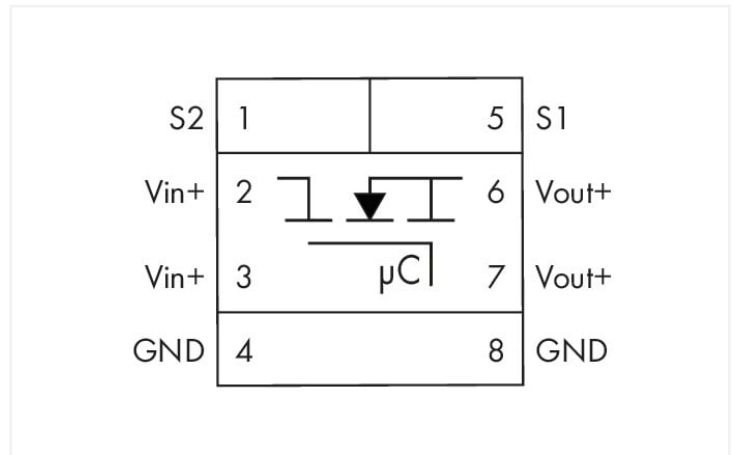 S2 1 5 S1
Vin+ 2 6 Vout+
Vin+ 3 µC 7 Vout+
GND 4 8 GND